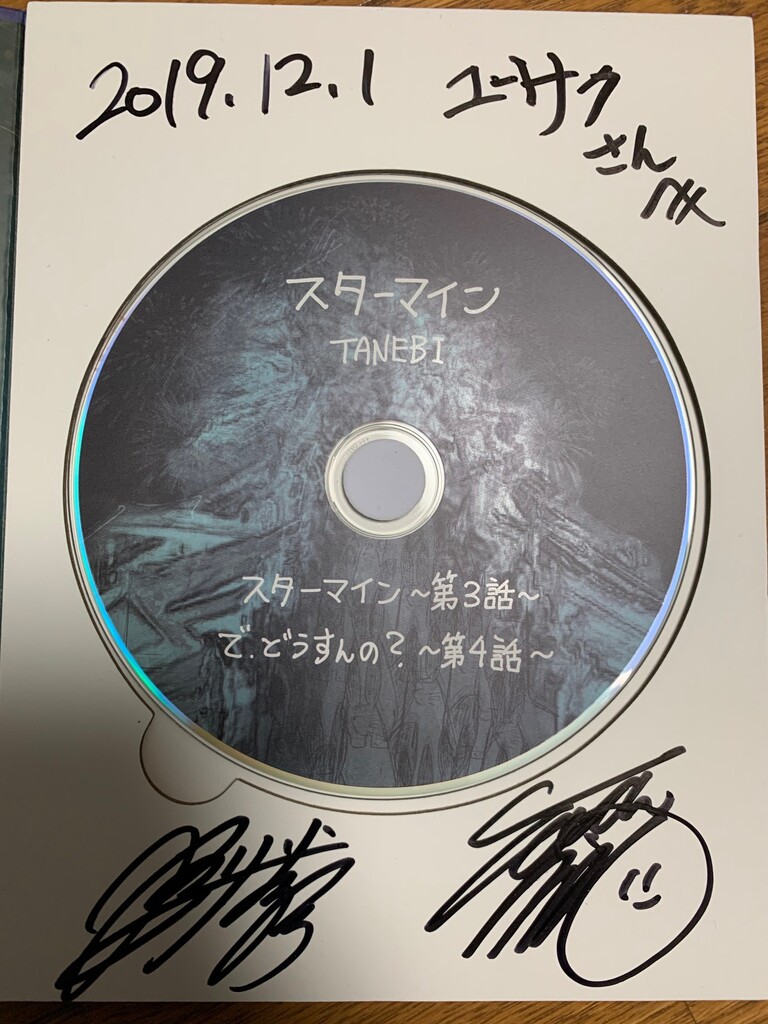 2019.12.1 ユーサク
さん江
スターマイン
TANEBI
スターマイン～第3話～
で、どうすんの？～第4話～